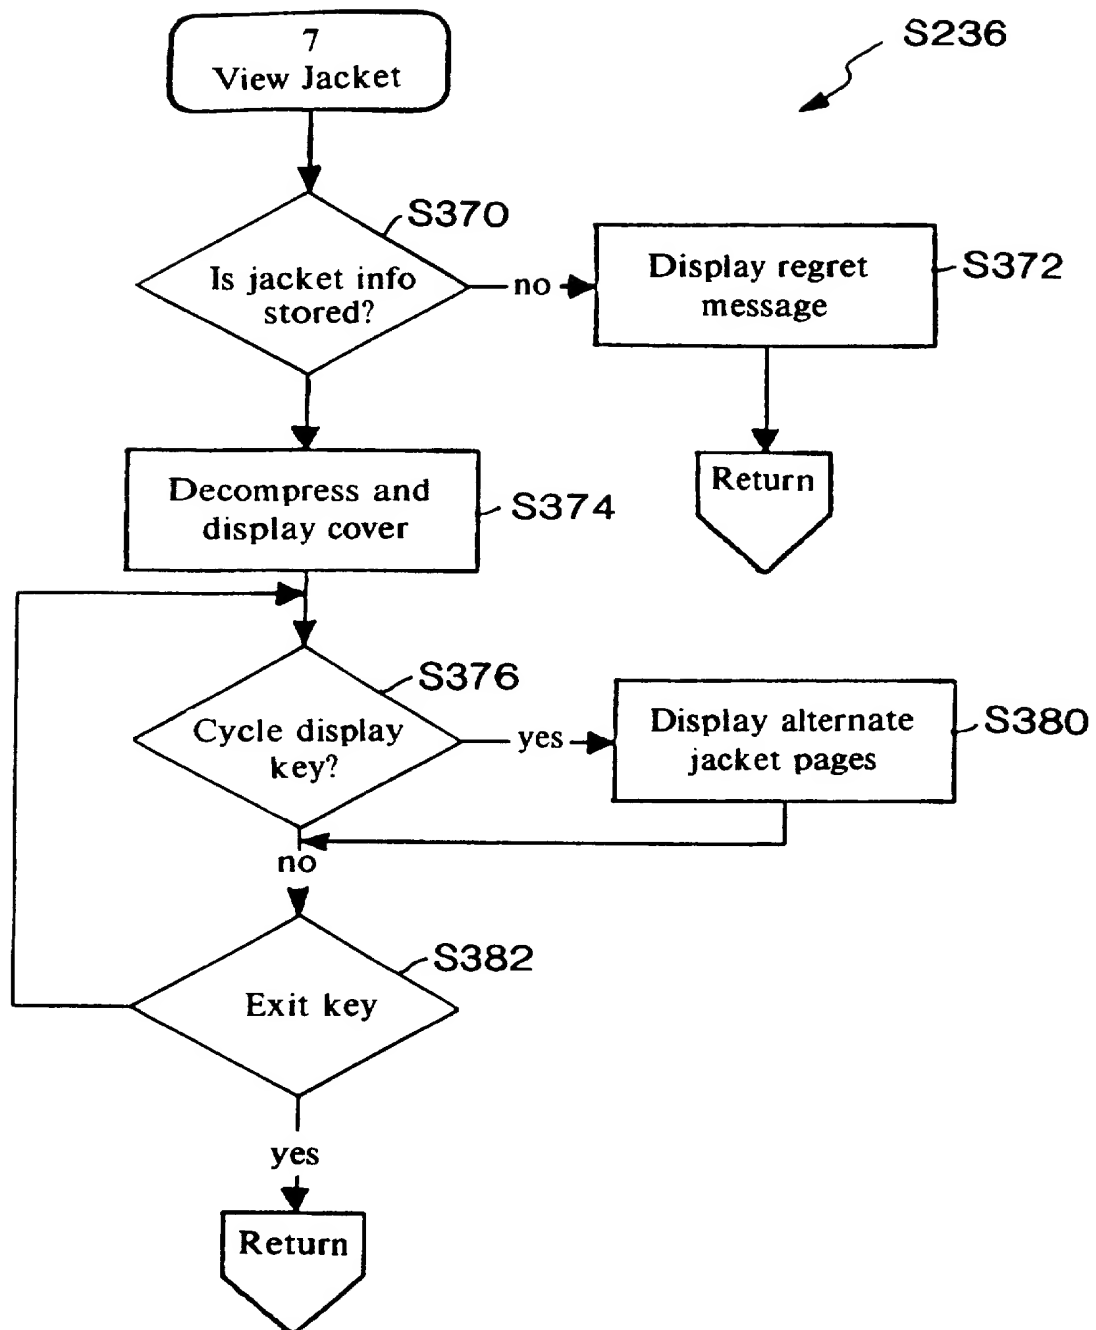 7
View Jacket
S236
S370
Is jacket info
stored?
no
Display regret
message
S372
Return
Decompress and
display cover
S374
S376
Cycle display
key?
yes
Display alternate
jacket pages
S380
no
S382
Exit key
yes
Return